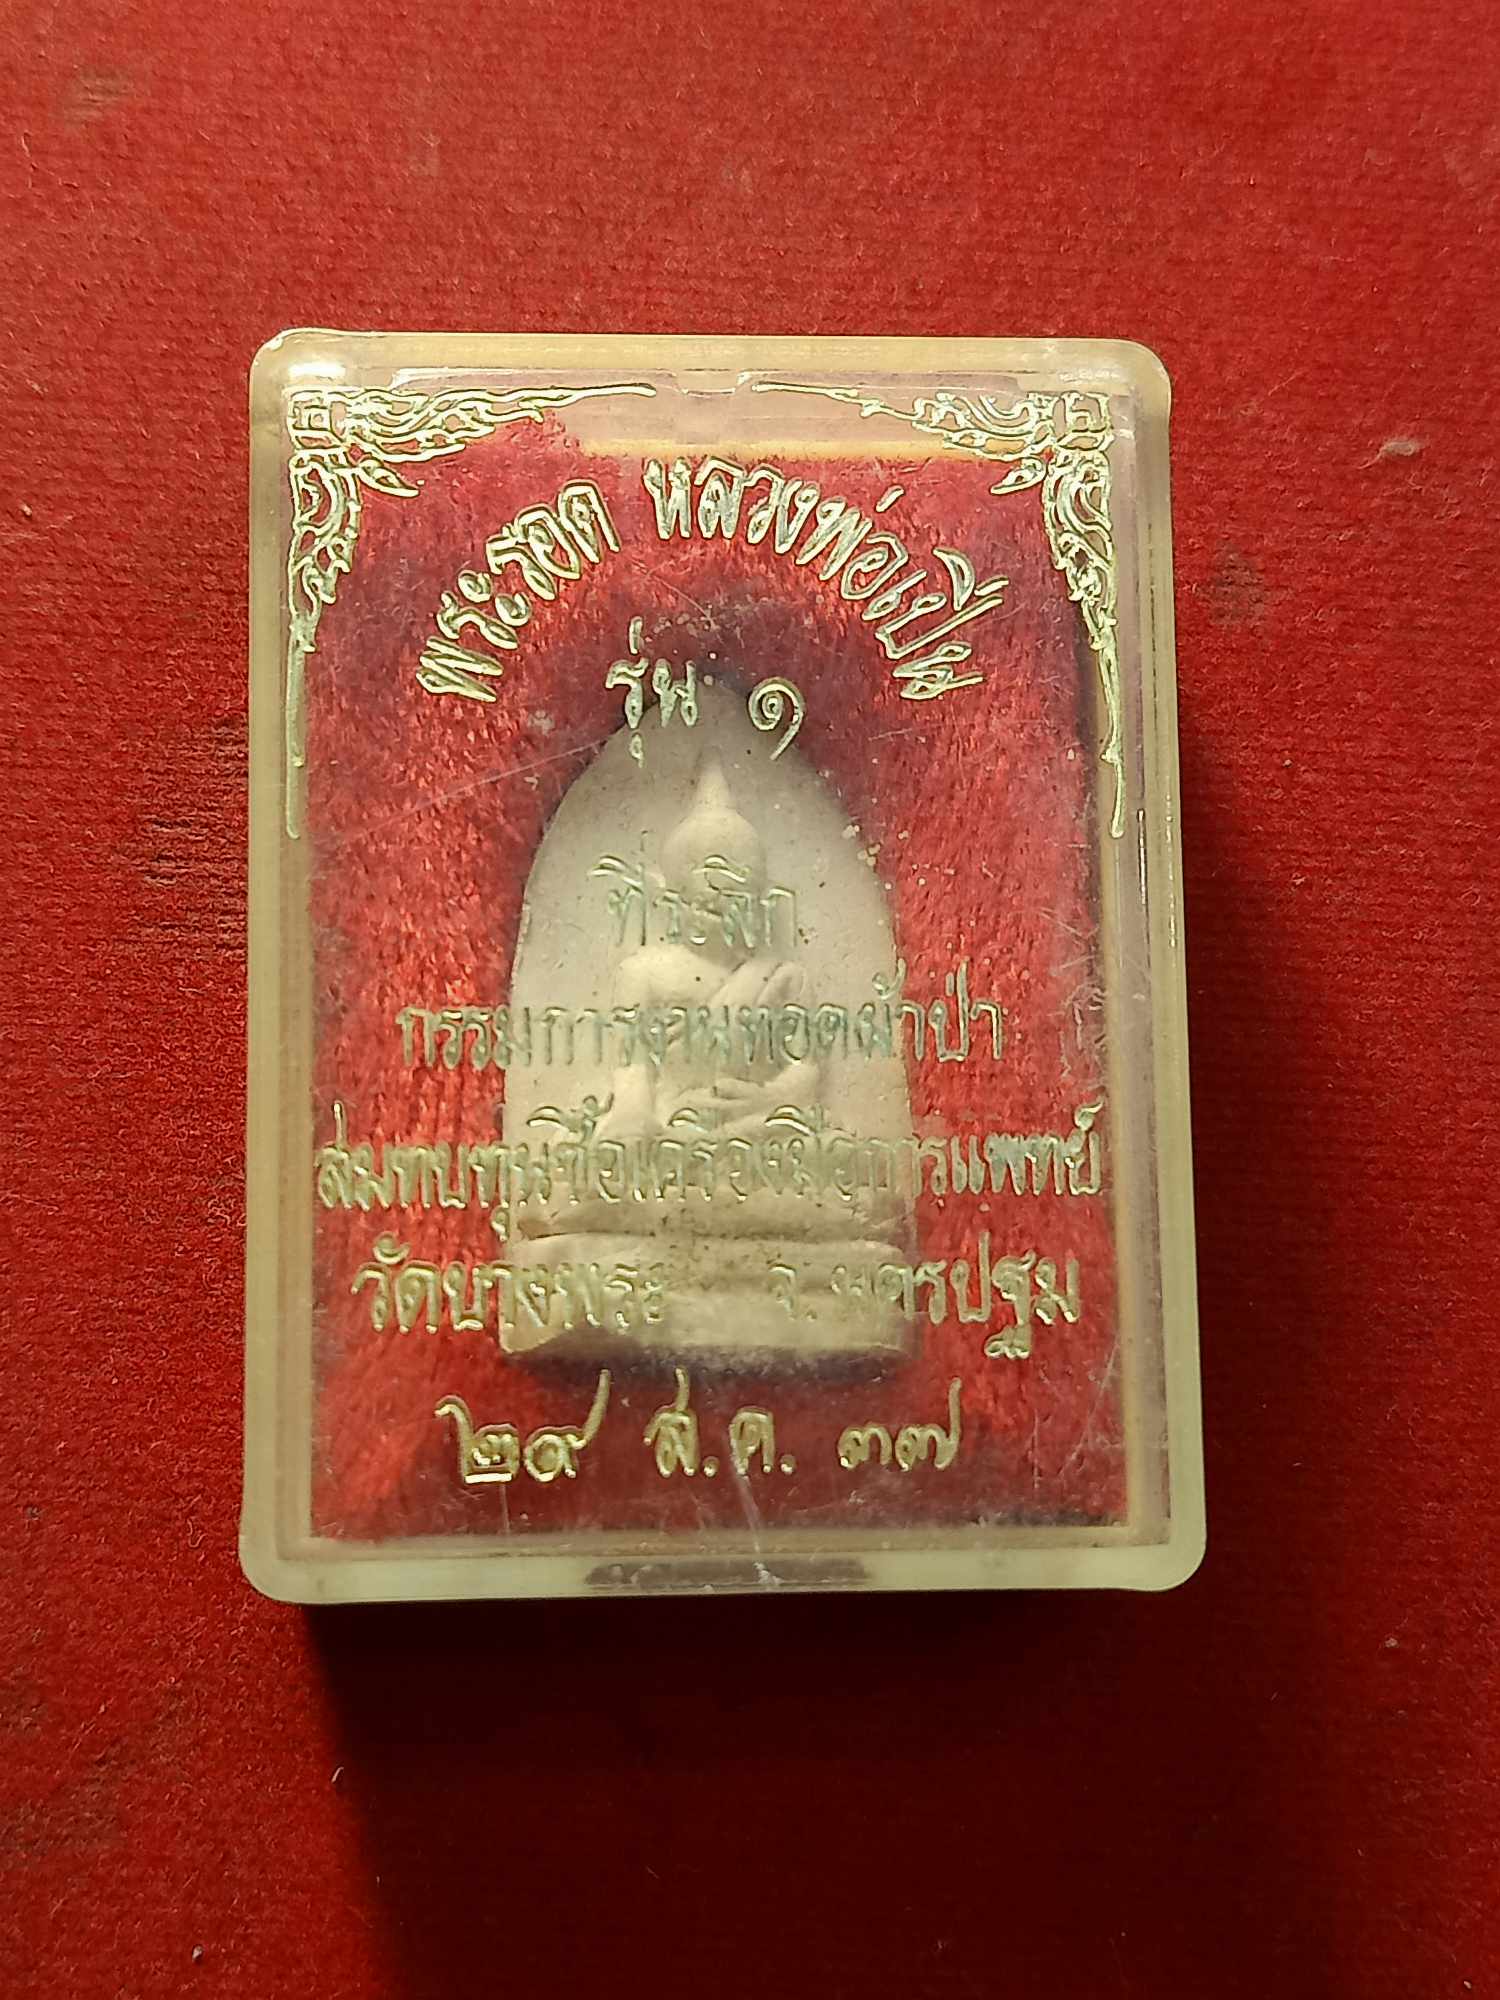 พระรอด หลวงพ่อเปิ่น
รุ่น ๑
ที่ระลึก
กรรมการงานทอดผ้าป่า
สมทบทุนซื้อเครื่องมือการแพทย์
วัดบางพระ จ.นครปฐม
๒๙ ส.ค. ๓๗